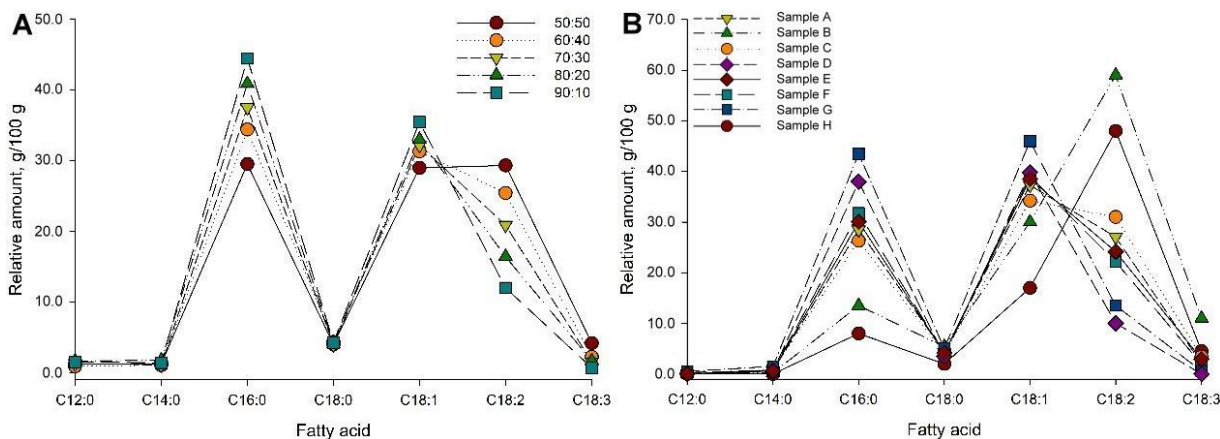 A
Relative amount, g/100 g
50.0
40.0
30.0
20.0
10.0
0.0
50:50
60:40
70:30
80:20
90:10
C12:0 C14:0 C16:0 C18:0 C18:1 C18:2 C18:3
Fatty acid
B
Relative amount, g/100 g
70.0
60.0
50.0
40.0
30.0
20.0
10.0
0.0
Sample A
Sample B
Sample C
Sample D
Sample E
Sample F
Sample G
Sample H
C12:0 C14:0 C16:0 C18:0 C18:1 C18:2 C18:3
Fatty acid